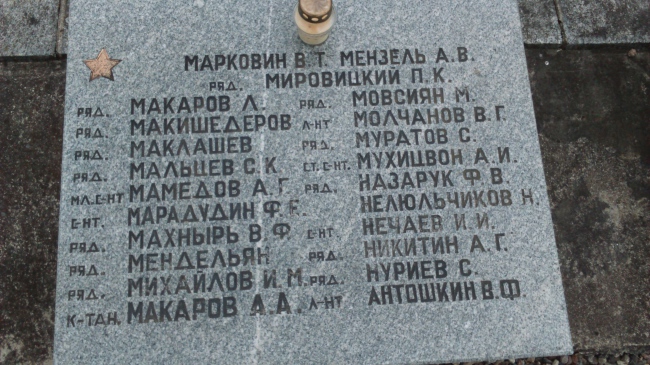 МАРКОВИН В.Т. МЕНЗЕЛЬ А.В.
РЯД. МИРОВИЦКИЙ П.К.
РЯД. МАКАРОВ Л.
РЯД. МАКИШЕДЕРОВ
РЯД. МАКЛАШЕВ
РЯД. МАЛЬЦЕВ С.К.
МЛ.С-НТ МАМЕДОВ А.Г.
С-НТ. МАРАДУДИН Ф.Г.
РЯД. МАХНЫРЬ В.Ф
РЯД. МЕНДЕЛЬЯН
РЯД. МИХАЙЛОВ И.М.
К-ТАН. МАКАРОВ А.А.
РЯД. МОВСИЯН М.
Л-НТ МОЛЧАНОВ В.Г.
РЯД. МУРАТОВ С.
СТ. С-НТ. МУХИЦВОН А.И.
РЯД. НАЗАРУК Ф.В.
НЕЛЮЛЬЧИКОВ Н.
С-НТ НЕЧАЕВ И.И.
РЯД. НИКИТИН А.Г.
РЯД. НУРИЕВ С.
Л-НТ АНТОШКИН В.Ф.